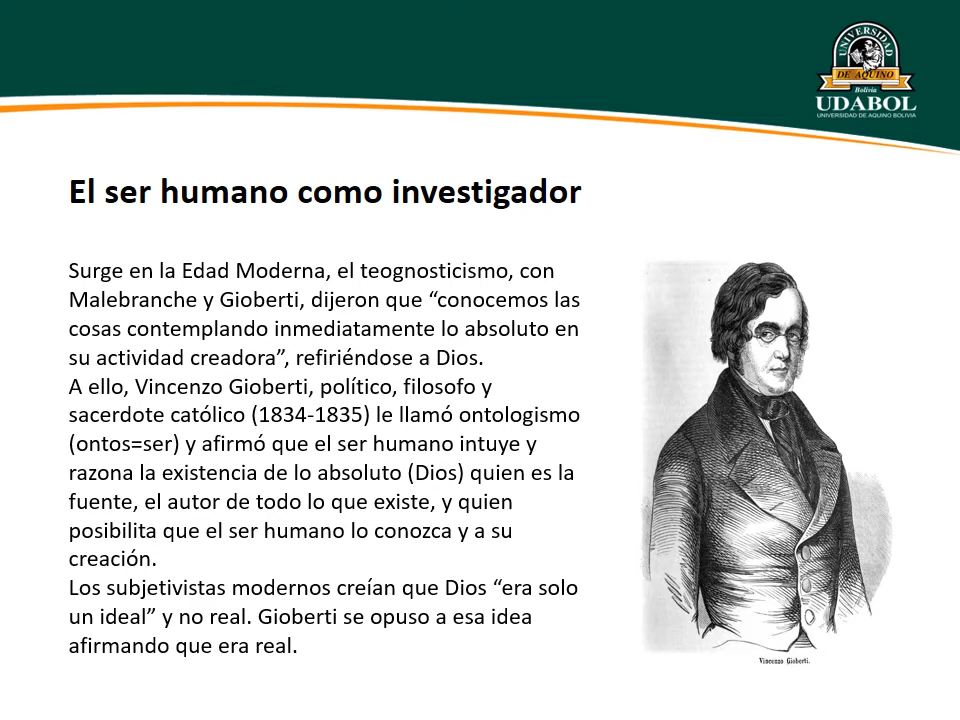 UNIVERSIDAD
DE AQUINO
Bolivia
UDABOL
UNIVERSIDAD DE AQUINO BOLIVIA
El ser humano como investigador
Surge en la Edad Moderna, el teognosticismo, con
Malebranche y Gioberti, dijeron que “conocemos las
cosas contemplando inmediatamente lo absoluto en
su actividad creadora”, refiriéndose a Dios.
A ello, Vincenzo Gioberti, político, filosofo y
sacerdote católico (1834-1835) le llamó ontologismo
(ontos=ser) y afirmó que el ser humano intuye y
razona la existencia de lo absoluto (Dios) quien es la
fuente, el autor de todo lo que existe, y quien
posibilita que el ser humano lo conozca y a su
creación.
Los subjetivistas modernos creían que Dios “era solo
un ideal” y no real. Gioberti se opuso a esa idea
afirmando que era real.
Vincenzo Gioberti.